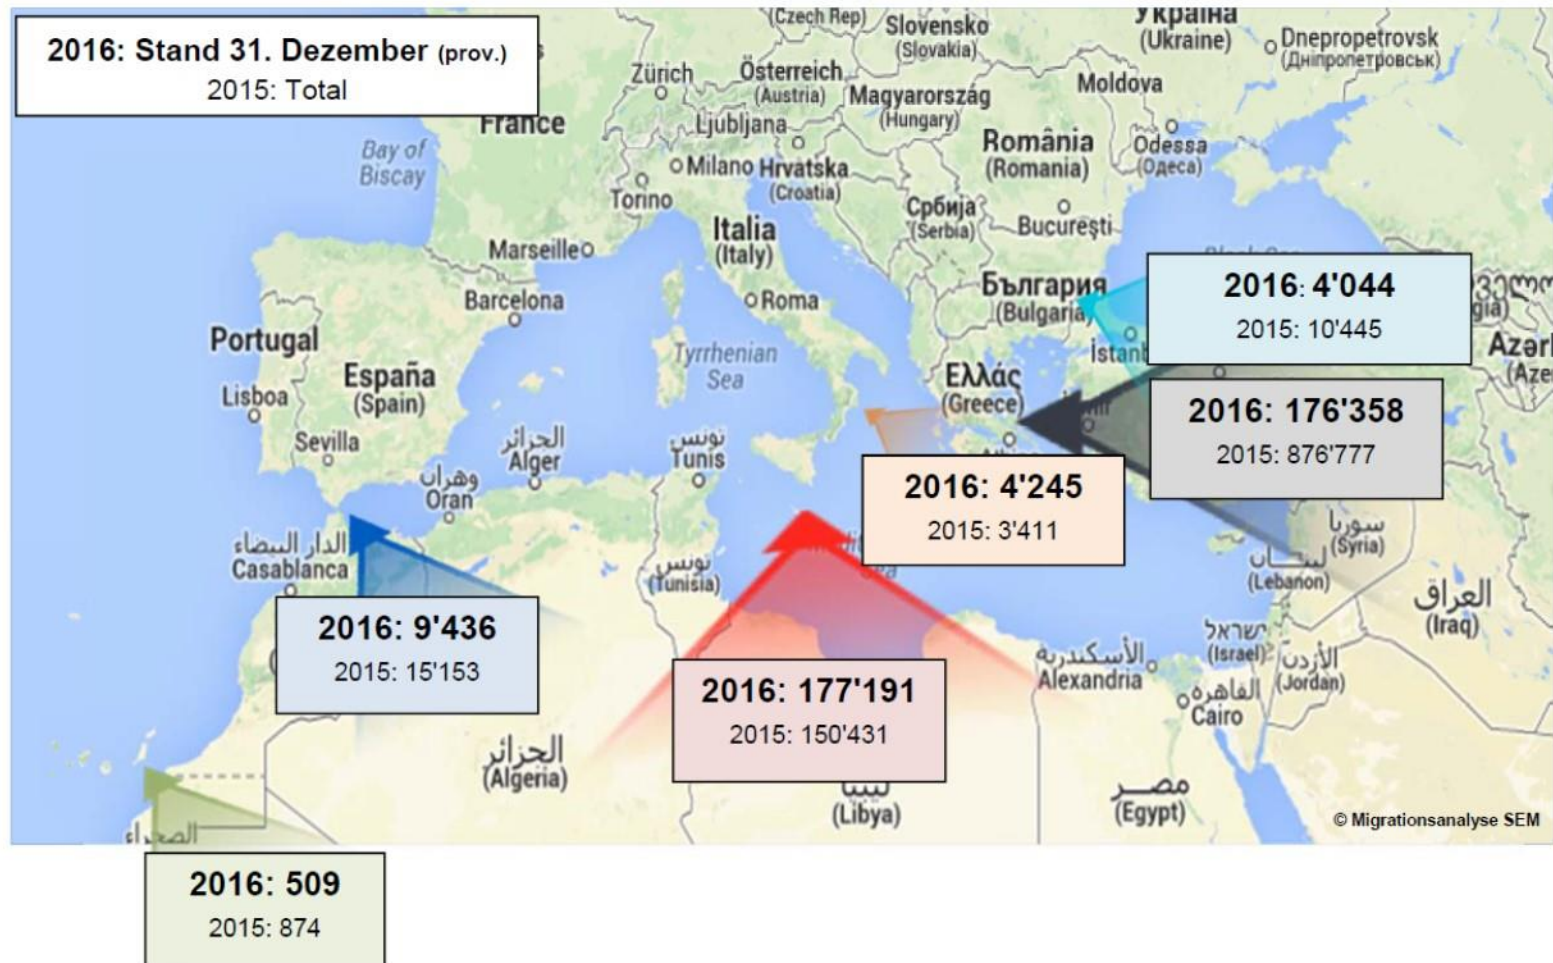 2016: Stand 31. Dezember (prov.)
2015: Total
(Czech Rep)
Slovensko
(Slovakia)
Україна
(Ukraine)
Dnepropetrovsk
(Дніпропетровськ)
Zürich
Österreich
(Austria)
Magyarország
(Hungary)
Moldova
France
Ljubljana
România
(Romania)
Odessa
(Одеса)
Bay of
Biscay
Milano
Hrvatska
(Croatia)
Torino
Србија
(Serbia)
București
Marseille
Italia
(Italy)
България
(Bulgaria)
2016: 4'044
2015: 10'445
Barcelona
Roma
Portugal
España
(Spain)
Tyrrhenian
Sea
Ελλάς
(Greece)
Lisboa
2016: 176'358
2015: 876'777
Sevilla
الجزائر
Alger
تونس
Tunis
وهران
Oran
2016: 4'245
2015: 3'411
الدار البيضاء
Casablanca
تونس
(Tunisia)
سوريا
(Syria)
لبنان
(Lebanon)
العراق
(Iraq)
2016: 9'436
2015: 15'153
ישראל
(Israel)
الأردن
(Jordan)
الأسكندرية
Alexandria
القاهرة
Cairo
2016: 177'191
2015: 150'431
الجزائر
(Algeria)
ليبيا
(Libya)
مصر
(Egypt)
© Migrationsanalyse SEM
الصحراء
2016: 509
2015: 874